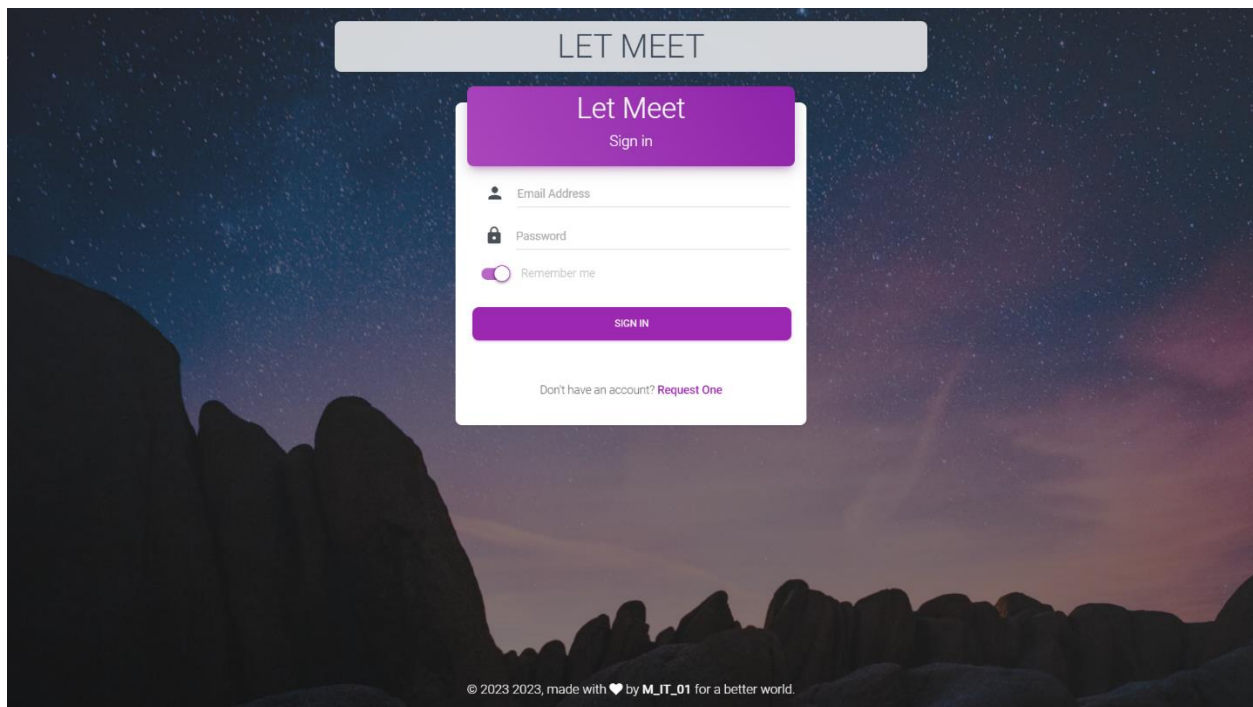 LET MEET
Let Meet
Sign in
Email Address
Password
Remember me
SIGN IN
Don't have an account? Request One
© 2023 2023, made with ♥ by M_IT_01 for a better world.